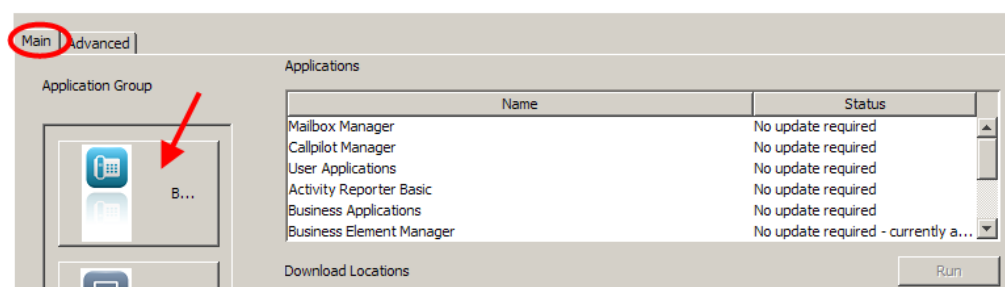 Main Advanced
Applications
Application Group
Name Status
Mailbox Manager No update required
Callpilot Manager No update required
User Applications No update required
Activity Reporter Basic No update required
B...
Business Applications No update required
Business Element Manager No update required - currently a...
Download Locations Run